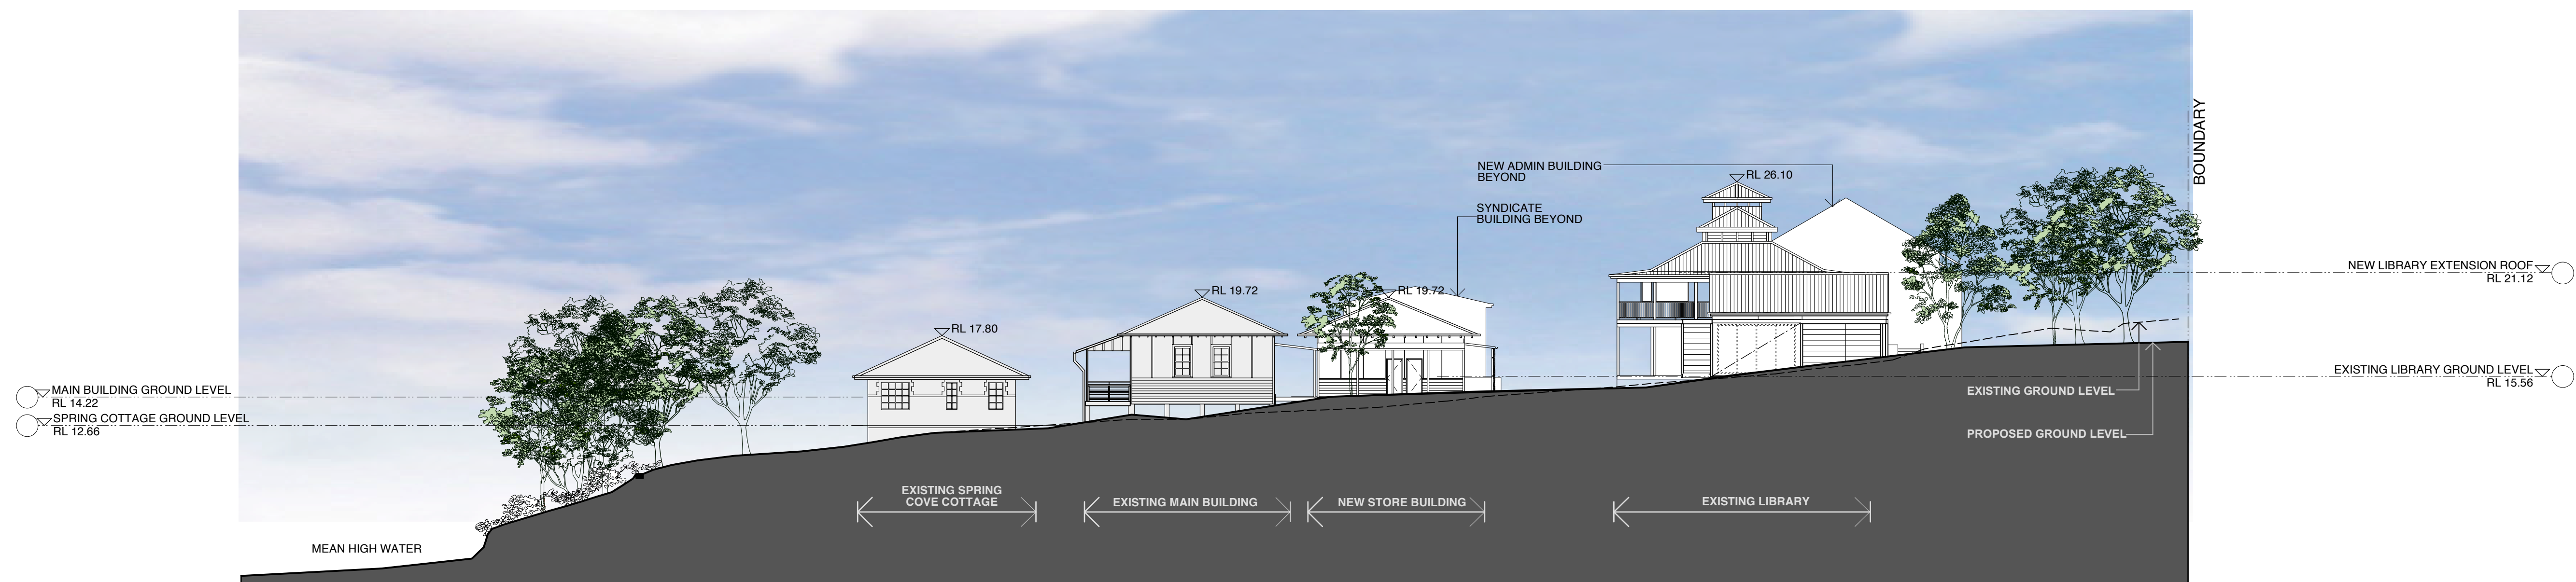 BOUNDARY
NEW ADMIN BUILDING
BEYOND
RL 26.10
SYNDICATE
BUILDING BEYOND
NEW LIBRARY EXTENSION ROOF
RL 21.12
RL 19.72
RL 19.72
RL 17.80
EXISTING LIBRARY GROUND LEVEL
RL 15.56
MAIN BUILDING GROUND LEVEL
RL 14.22
SPRING COTTAGE GROUND LEVEL
RL 12.66
EXISTING GROUND LEVEL
PROPOSED GROUND LEVEL
EXISTING SPRING
COVE COTTAGE
EXISTING MAIN BUILDING
NEW STORE BUILDING
EXISTING LIBRARY
MEAN HIGH WATER